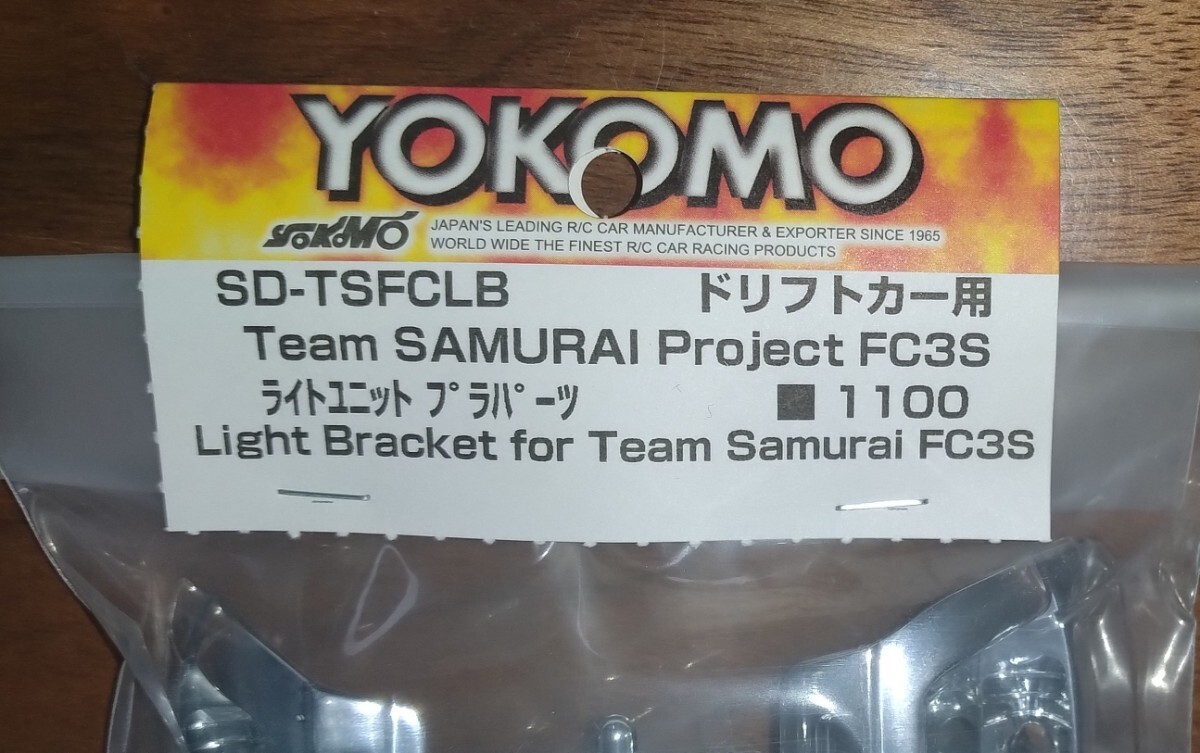 YOKOMO
YOKOMO JAPAN'S LEADING R/C CAR MANUFACTURER & EXPORTER SINCE 1965
WORLD WIDE THE FINEST R/C CAR RACING PRODUCTS
SD-TSFCLB ドリフトカー用
Team SAMURAI Project FC3S
ﾗｲﾄﾕﾆｯﾄ ﾌﾟﾗﾊﾟｰﾂ ■1100
Light Bracket for Team Samurai FC3S